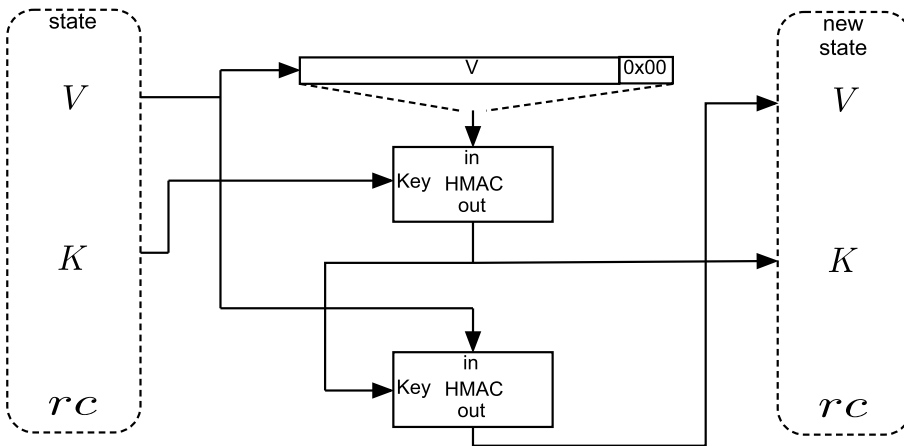 state
V
K
rc
V 0x00
in
Key HMAC
out
in
Key HMAC
out
new
state
V
K
rc